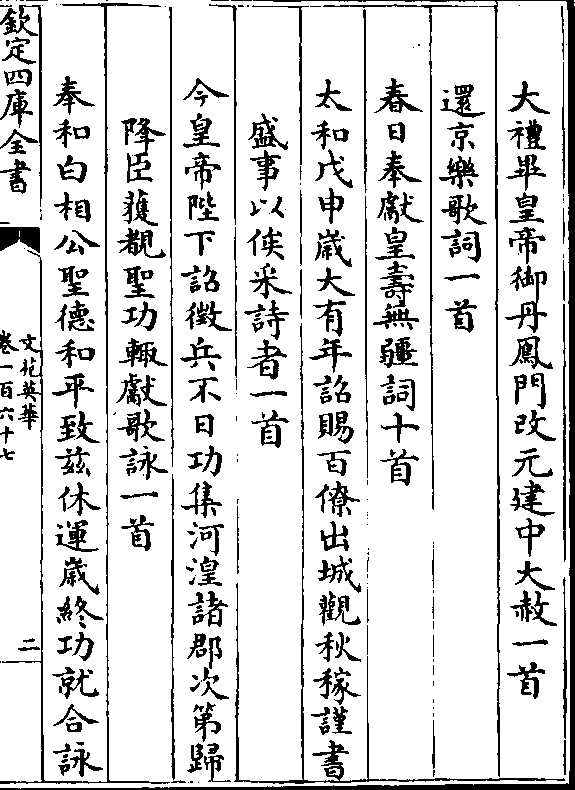 大禮畢皇帝御丹鳳門改元建中大赦一首
還京樂歌詞一首
春日奉獻皇壽無疆詞十首
太和戊申歲大有年詔賜百僚出城觀秋稼謹書
盛事以俟采詩者一首
今皇帝陛下詔徴兵不日功集河湟諸郡次第歸
降臣獲覩聖功輒獻歌詠一首
奉和白相公聖德和平致茲休運歲終功就合詠
欽定四庫全書
文苑英華
卷一百六十七
二